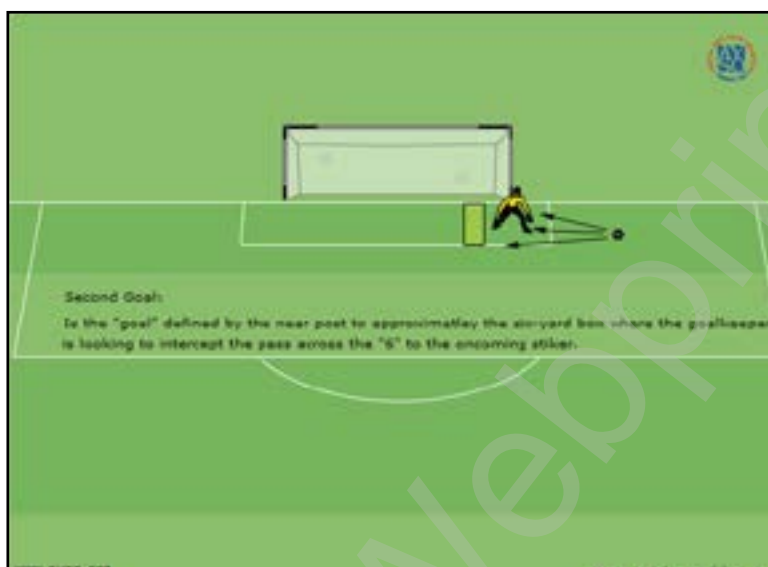 Second Goal:
Is the "goal" defined by the near post to approximatley the six-yard box where the goalkeeper
is looking to intercept the pass across the "6" to the oncoming stiker.
Webprin